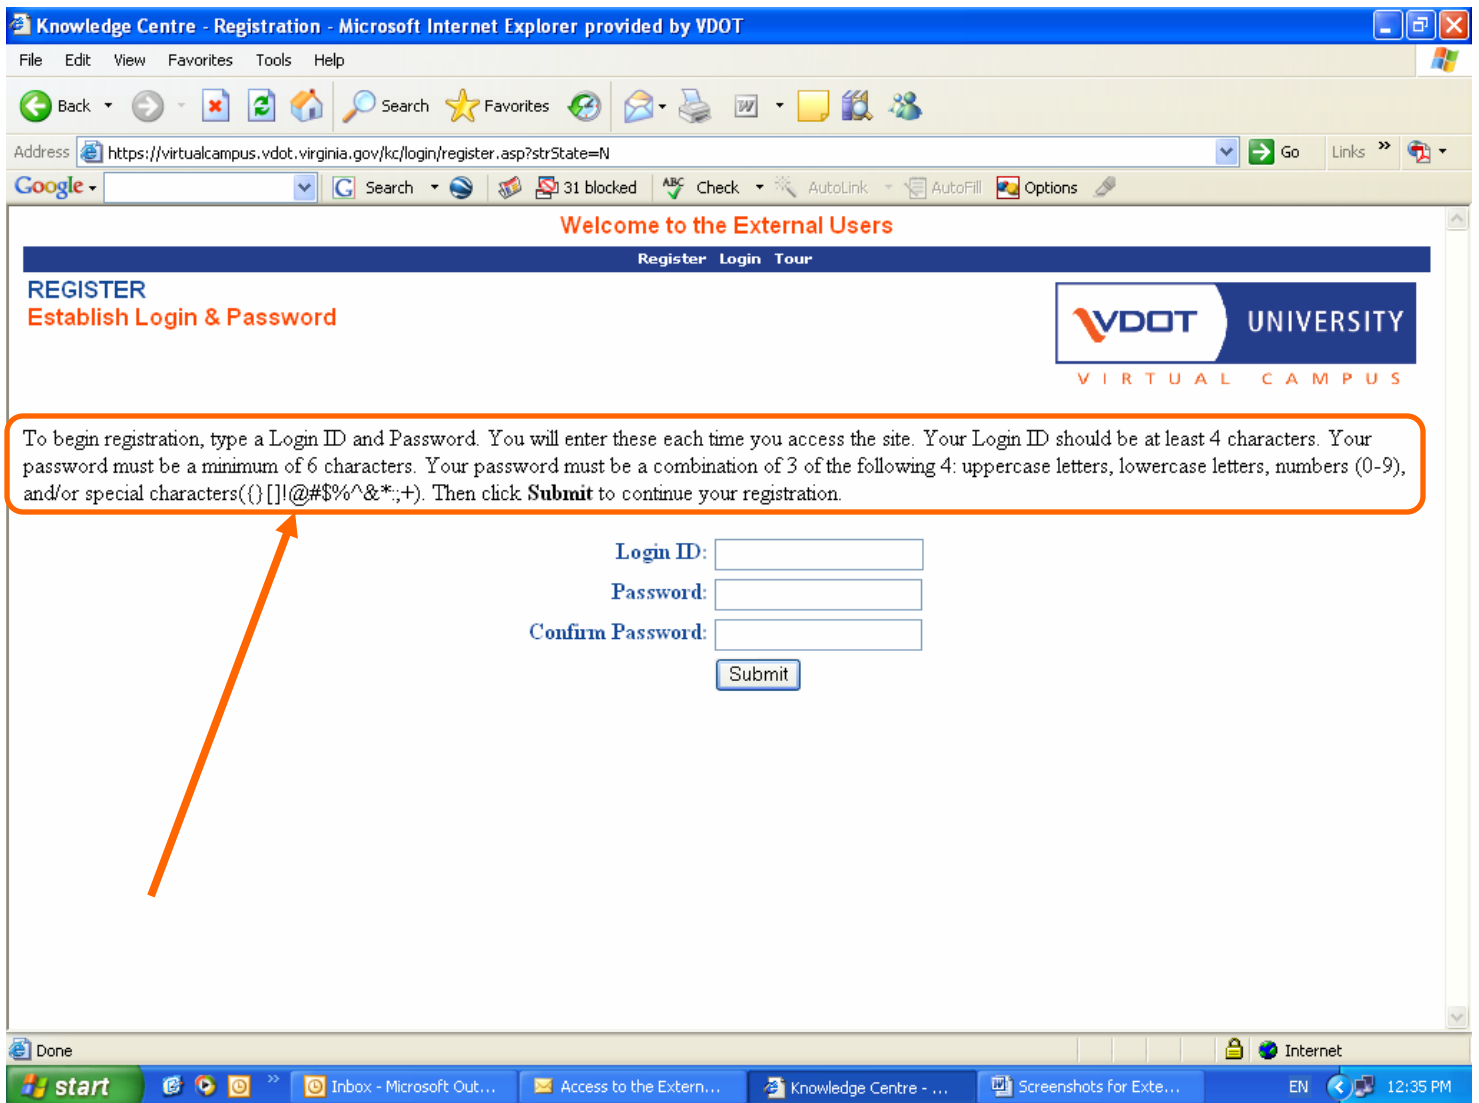 Knowledge Centre - Registration - Microsoft Internet Explorer provided by VDOT
File Edit View Favorites Tools Help
Back Search Favorites
Address https://virtualcampus.vdot.virginia.gov/kc/login/register.asp?strState=N Go Links »
Google G Search 31 blocked ABC Check AutoLink AutoFill Options
Welcome to the External Users
Register Login Tour
REGISTER
Establish Login & Password
VDOT UNIVERSITY
VIRTUAL CAMPUS
To begin registration, type a Login ID and Password. You will enter these each time you access the site. Your Login ID should be at least 4 characters. Your
password must be a minimum of 6 characters. Your password must be a combination of 3 of the following 4: uppercase letters, lowercase letters, numbers (0-9),
and/or special characters({}[]!@#$%^&*:;+). Then click Submit to continue your registration.
Login ID:
Password:
Confirm Password:
Submit
Done Internet
start » Inbox - Microsoft Out... Access to the Extern... Knowledge Centre - ... Screenshots for Exte... EN 12:35 PM